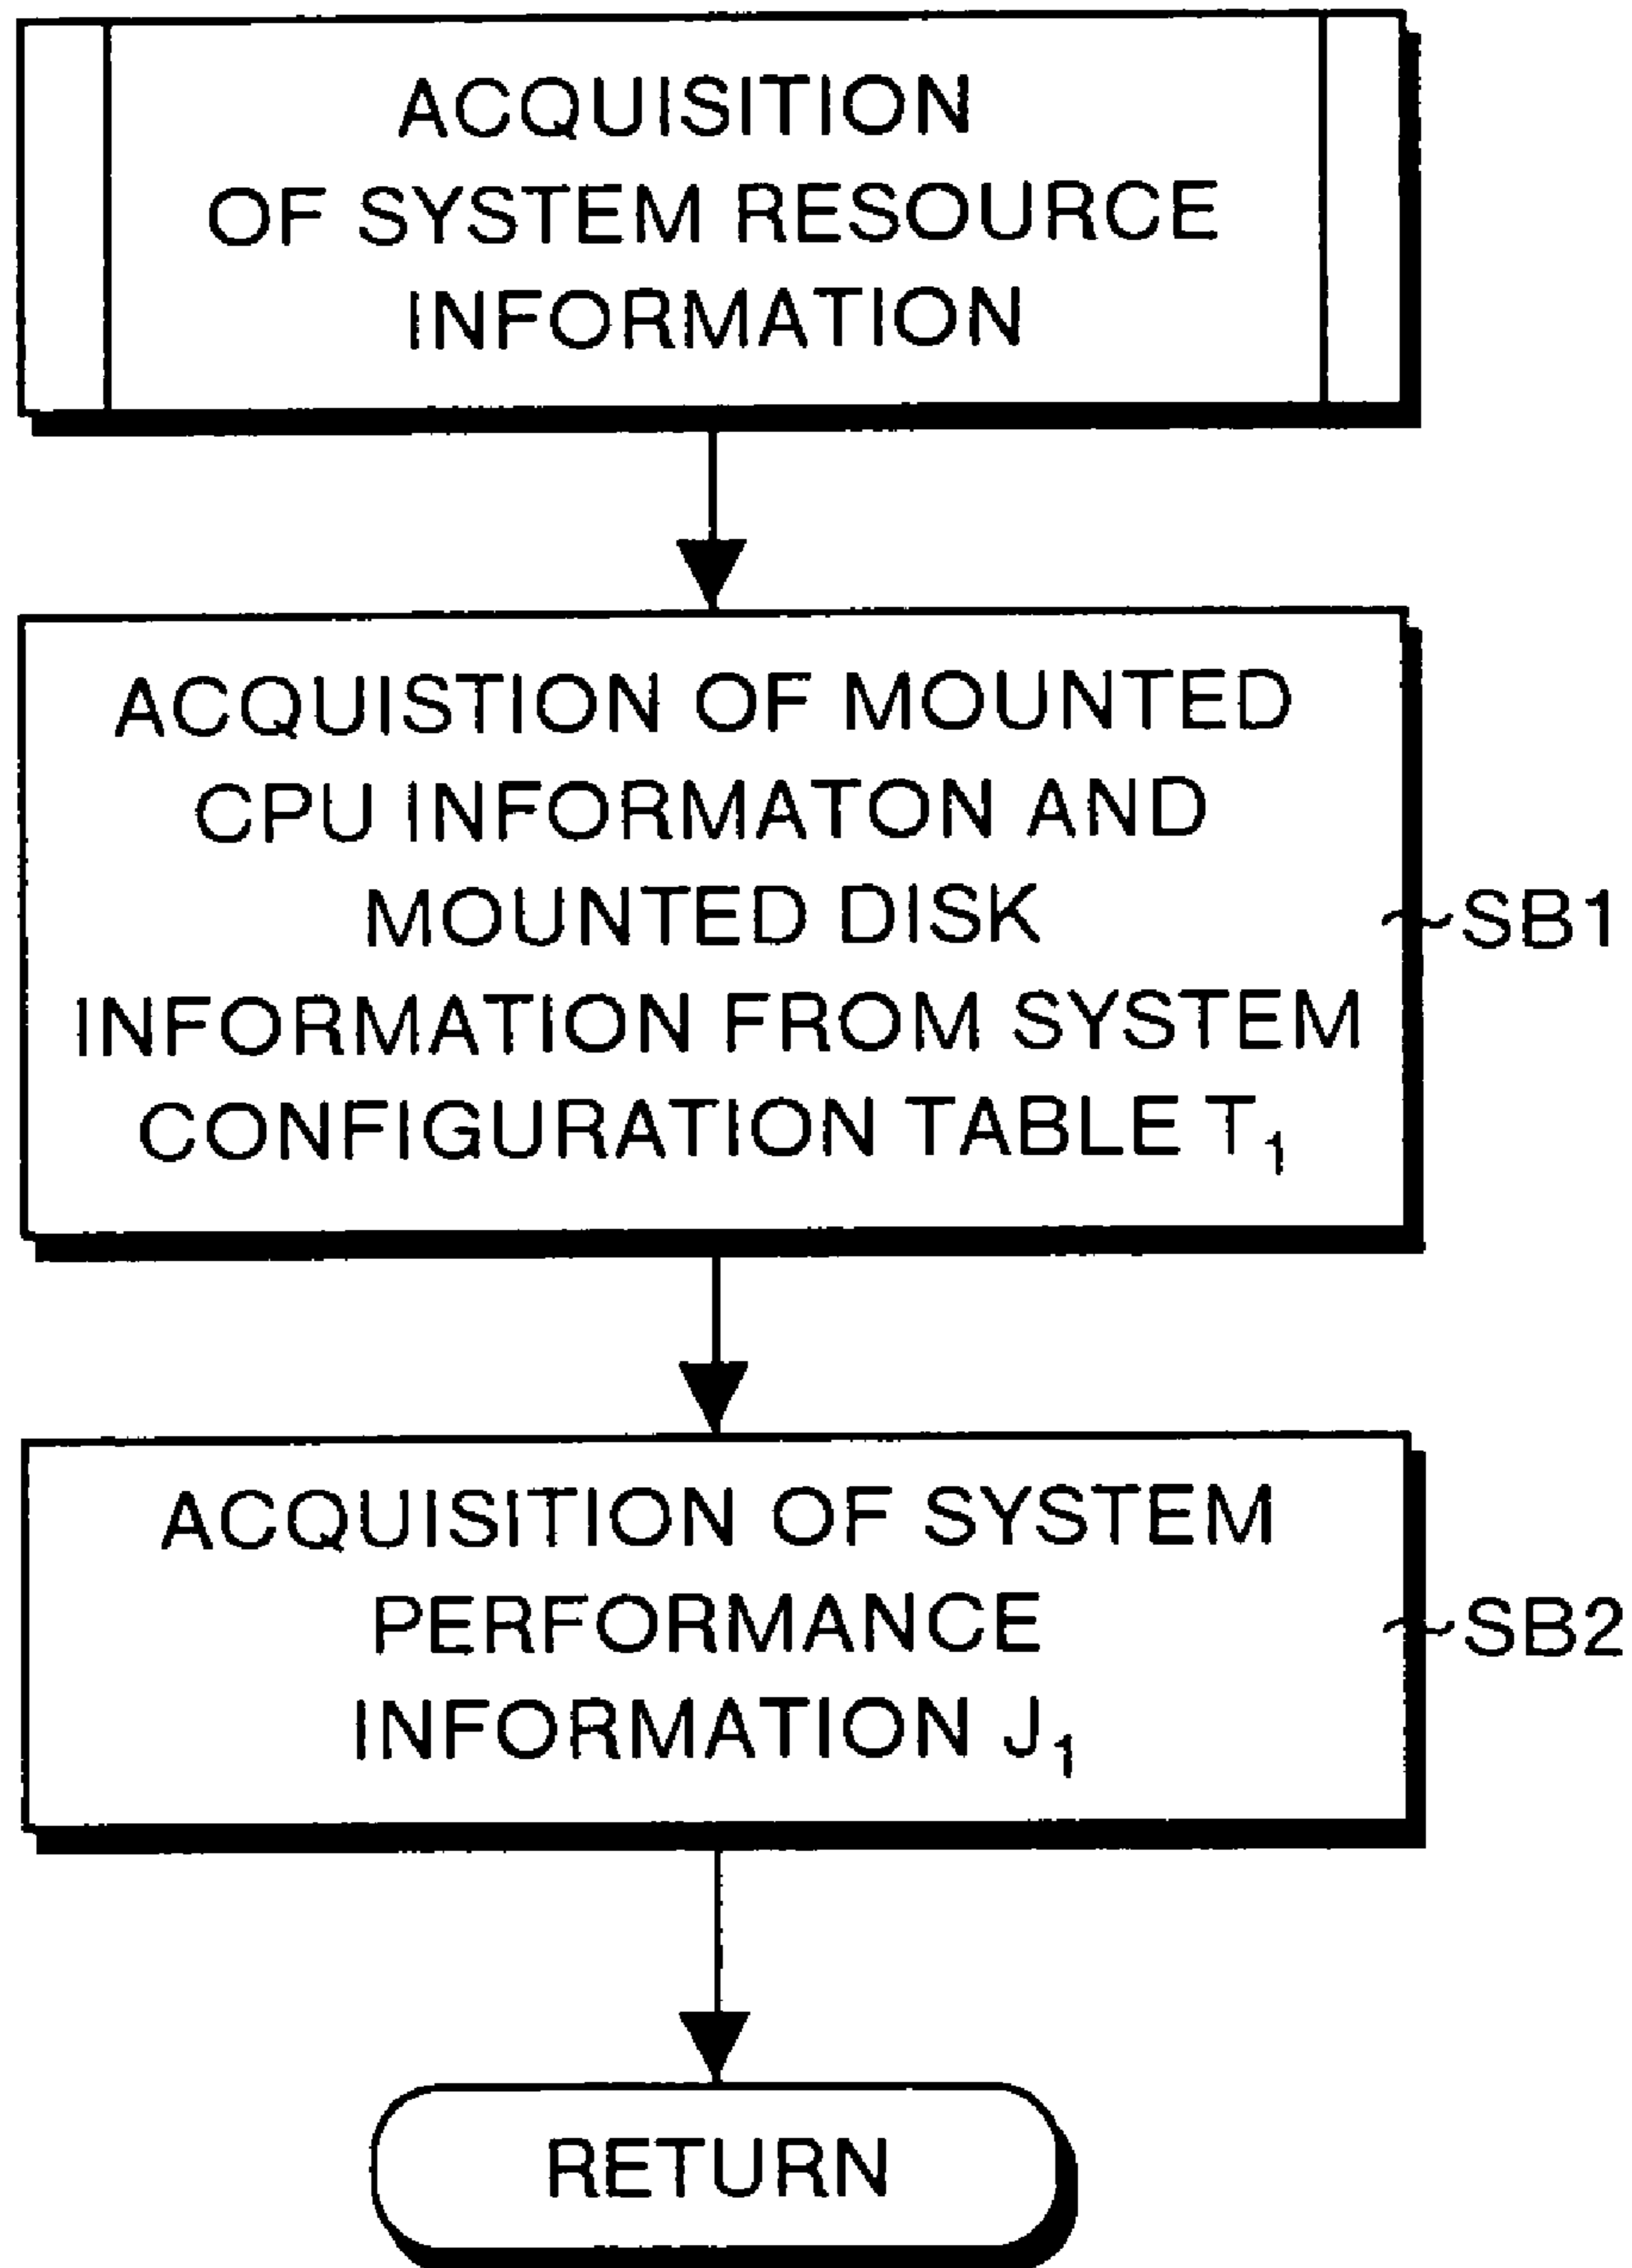 ACQUISITION
OF SYSTEM RESOURCE
INFORMATION
ACQUISTION OF MOUNTED
CPU INFORMATON AND
MOUNTED DISK
INFORMATION FROM SYSTEM
CONFIGURATION TABLE T₁
SB1
ACQUISITION OF SYSTEM
PERFORMANCE
INFORMATION J₁
SB2
RETURN